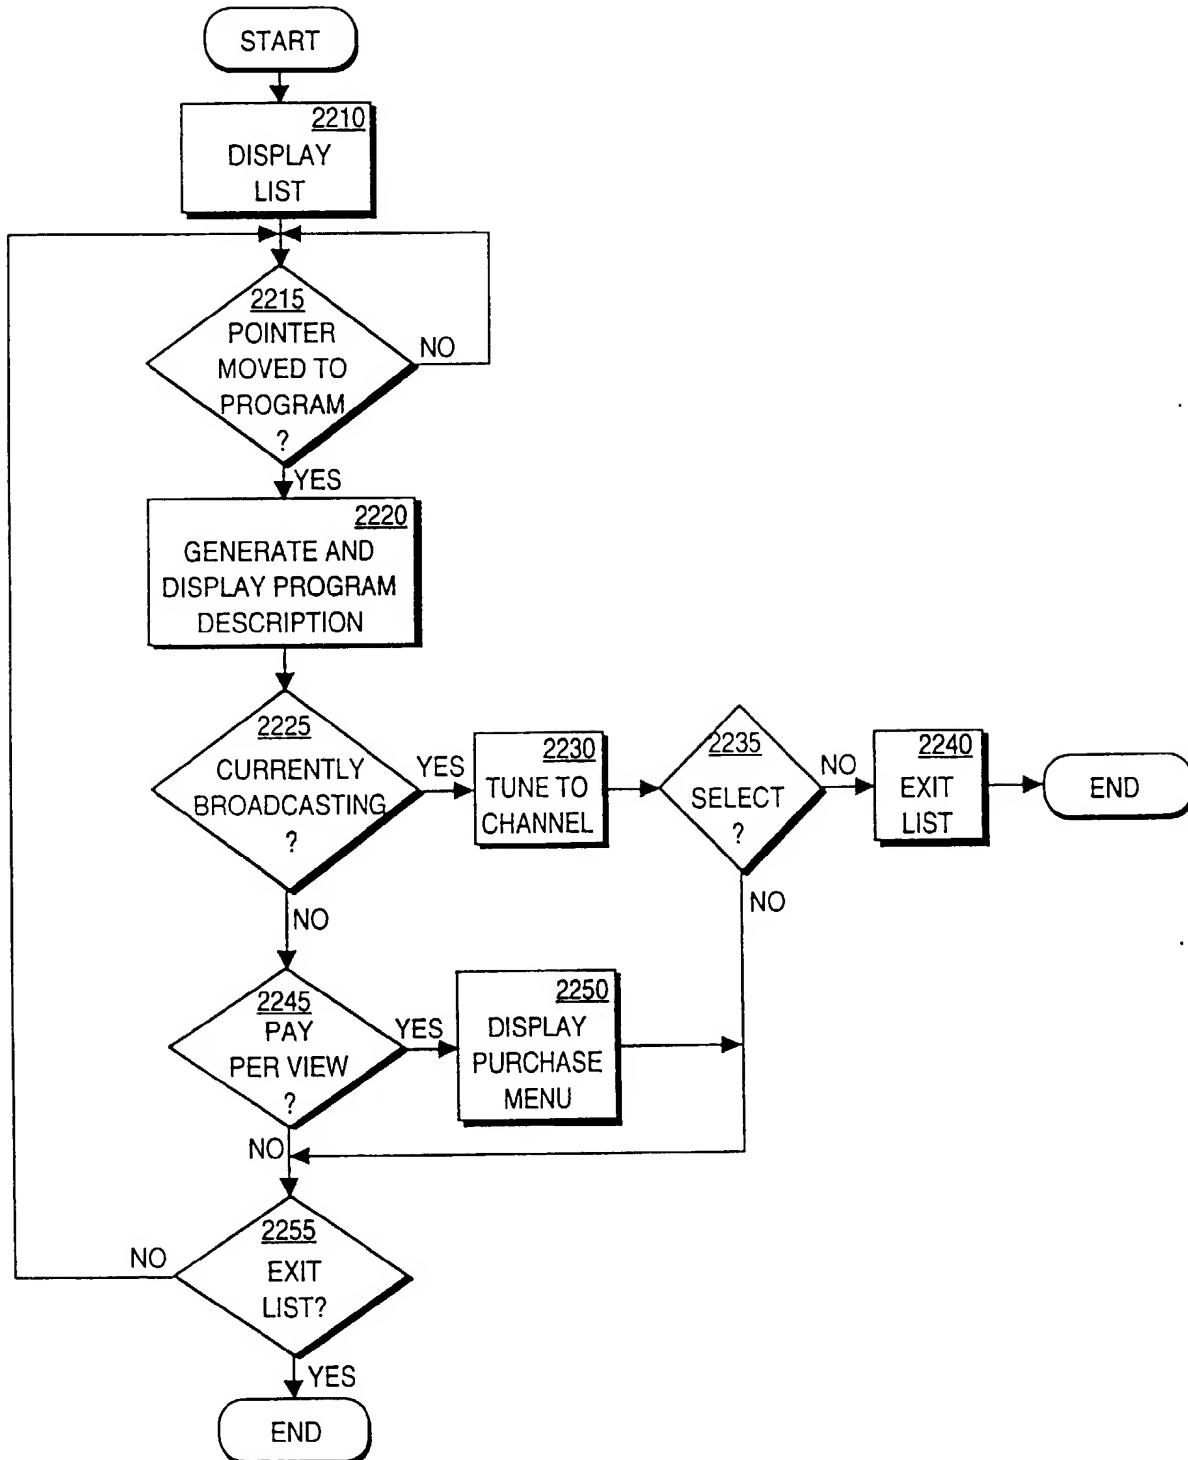 START
2210
DISPLAY
LIST
2215
POINTER
MOVED TO
PROGRAM
?
NO
YES
2220
GENERATE AND
DISPLAY PROGRAM
DESCRIPTION
2225
CURRENTLY
BROADCASTING
?
YES
2230
TUNE TO
CHANNEL
2235
SELECT
?
NO
2240
EXIT
LIST
END
NO
NO
2245
PAY
PER VIEW
?
YES
2250
DISPLAY
PURCHASE
MENU
NO
2255
EXIT
LIST?
NO
YES
END